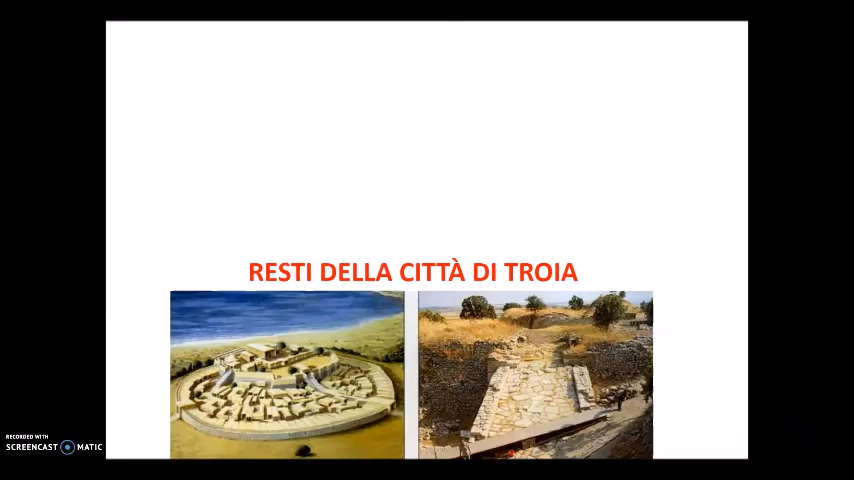 RESTI DELLA CITTÀ DI TROIA
RECORDED WITH
SCREENCAST MATIC